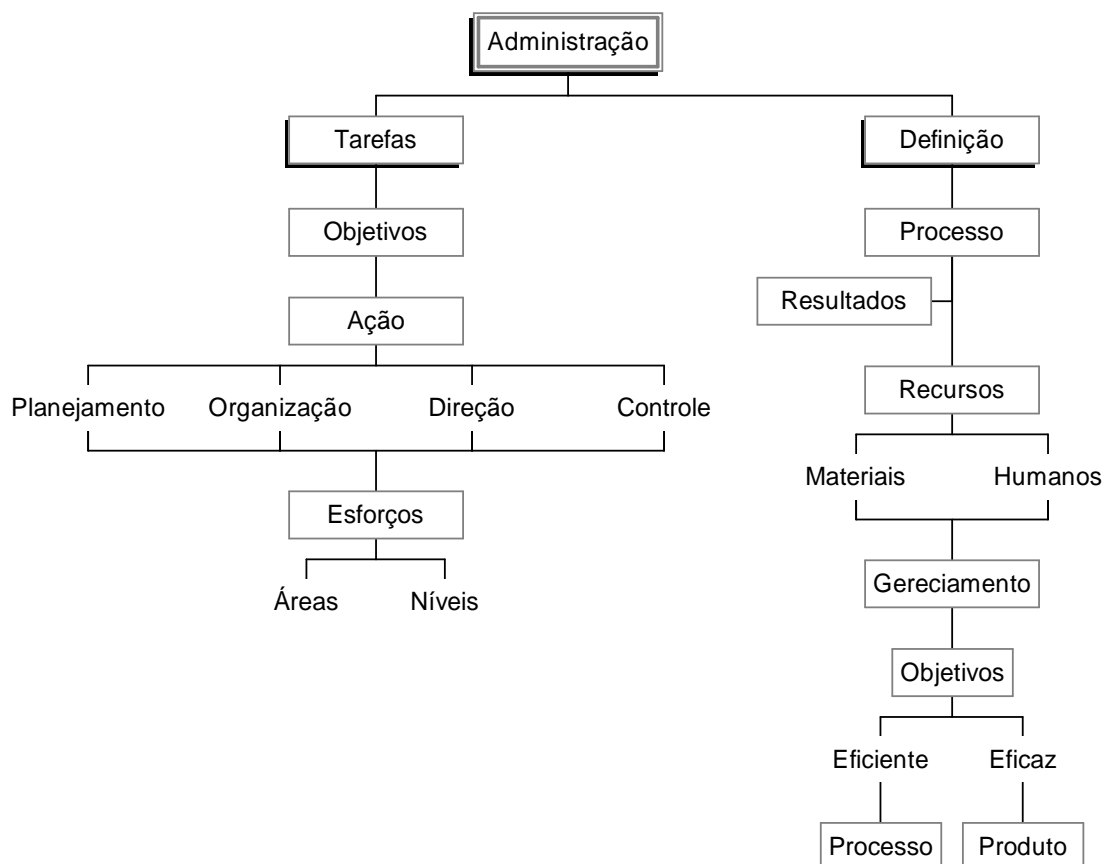 Administração
Tarefas
Definição
Objetivos
Processo
Resultados
Ação
Recursos
Planejamento
Organização
Direção
Controle
Materiais
Humanos
Esforços
Gereciamento
Áreas
Níveis
Objetivos
Eficiente
Eficaz
Processo
Produto